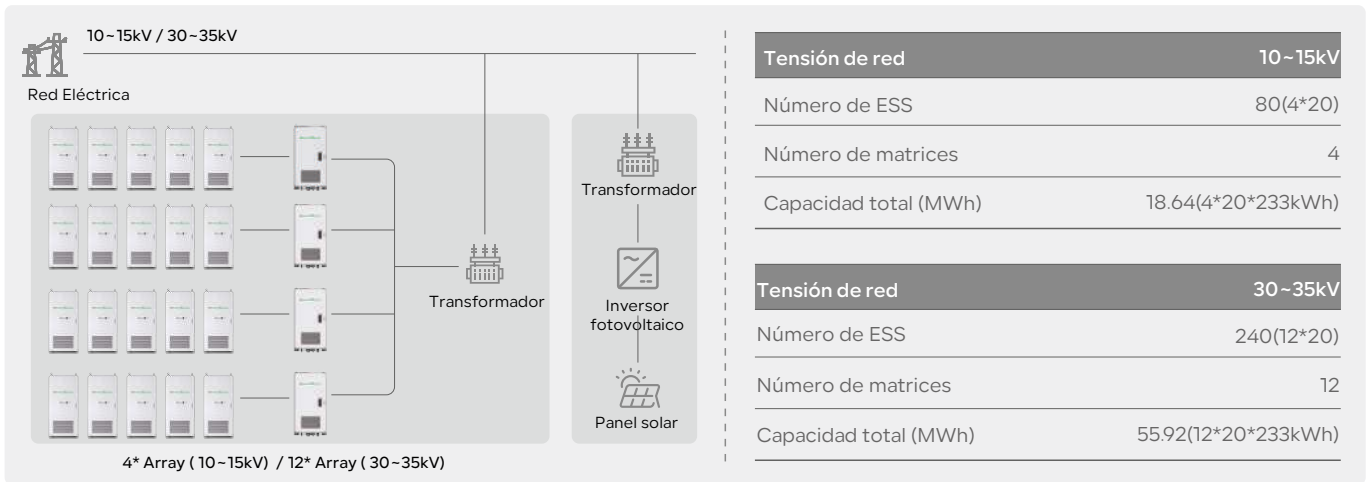 10~15kV / 30~35kV
Red Eléctrica
Transformador
4* Array ( 10~15kV) / 12* Array ( 30~35kV)
Transformador
Inversor
fotovoltaico
Panel solar
Tensión de red 10~15kV
Número de ESS 80(4*20)
Número de matrices 4
Capacidad total (MWh) 18.64(4*20*233kWh)
Tensión de red 30~35kV
Número de ESS 240(12*20)
Número de matrices 12
Capacidad total (MWh) 55.92(12*20*233kWh)